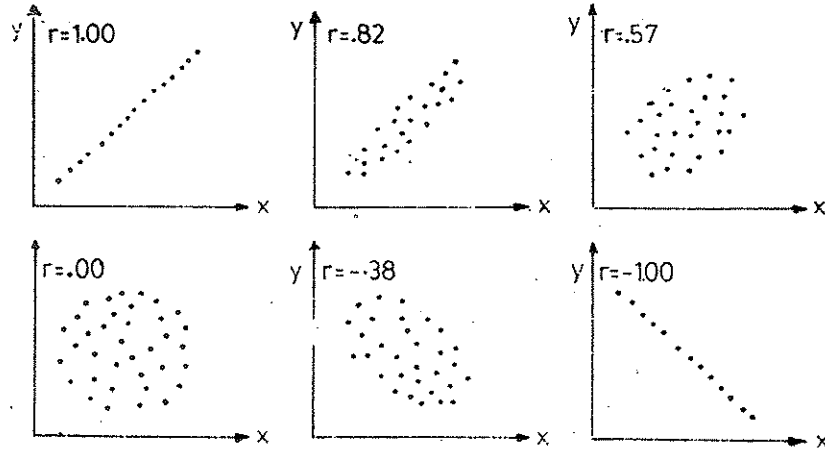 y r=1.00
x
y r=.82
x
y r=.57
x
r=.00
x
y r=-.38
x
y r=-1.00
x